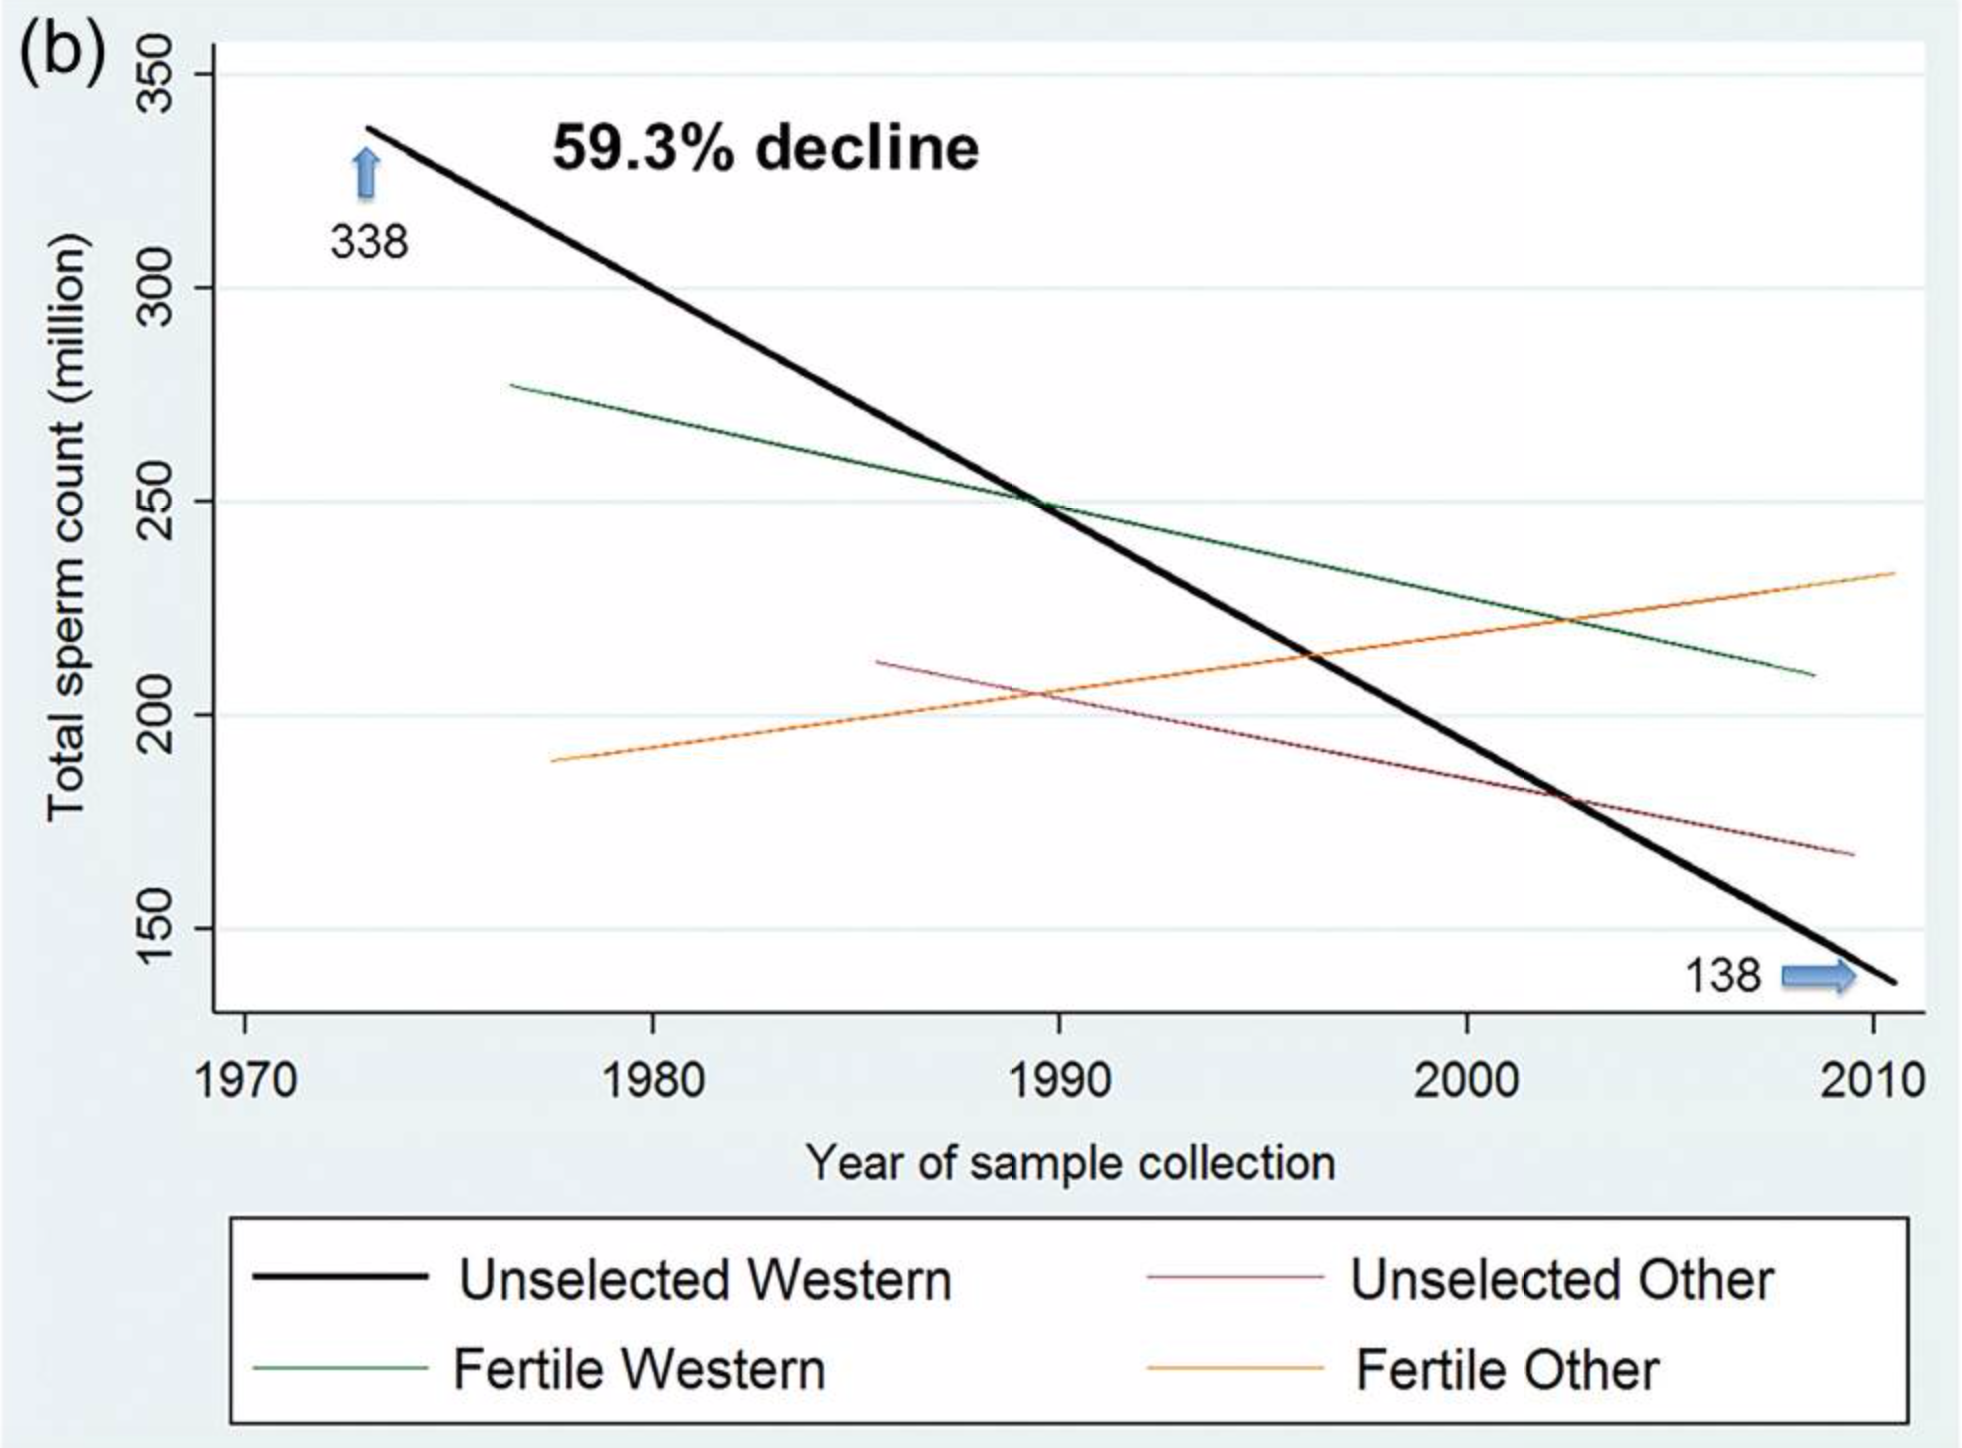 (b)
350
59.3% decline
338
300
250
200
150
138
Total sperm count (million)
1970 1980 1990 2000 2010
Year of sample collection
Unselected Western Unselected Other
Fertile Western Fertile Other